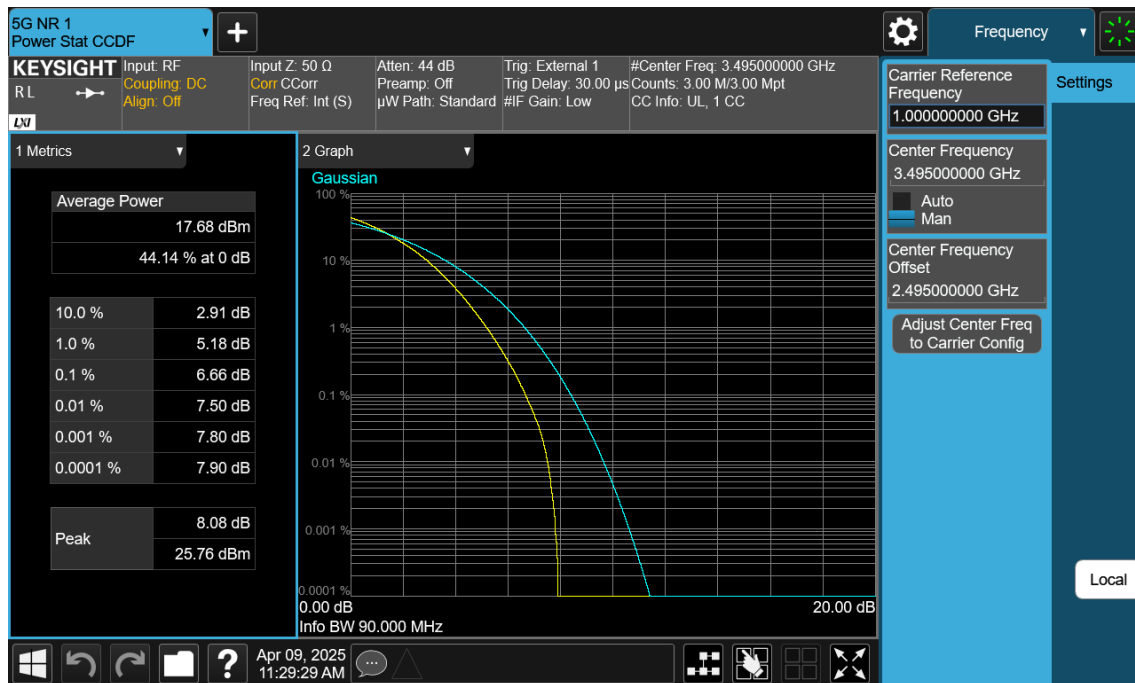 5G NR 1
Power Stat CCDF
Frequency
KEYSIGHT
R L
LXI
Input: RF
Coupling: DC
Align: Off
Input Z: 50 Ω
Corr CCorr
Freq Ref: Int (S)
Atten: 44 dB
Preamp: Off
µW Path: Standard
Trig: External 1
Trig Delay: 30.00 µs
#IF Gain: Low
#Center Freq: 3.495000000 GHz
Counts: 3.00 M/3.00 Mpt
CC Info: UL, 1 CC
1 Metrics
Average Power
17.68 dBm
44.14 % at 0 dB
10.0 % 2.91 dB
1.0 % 5.18 dB
0.1 % 6.66 dB
0.01 % 7.50 dB
0.001 % 7.80 dB
0.0001 % 7.90 dB
Peak
8.08 dB
25.76 dBm
2 Graph
Gaussian
100 %
10 %
1 %
0.1 %
0.01 %
0.001 %
0.0001 %
0.00 dB 20.00 dB
Info BW 90.000 MHz
Carrier Reference
Frequency
1.000000000 GHz
Center Frequency
3.495000000 GHz
Auto
Man
Center Frequency
Offset
2.495000000 GHz
Adjust Center Freq
to Carrier Config
Settings
Local
?
Apr 09, 2025
11:29:29 AM